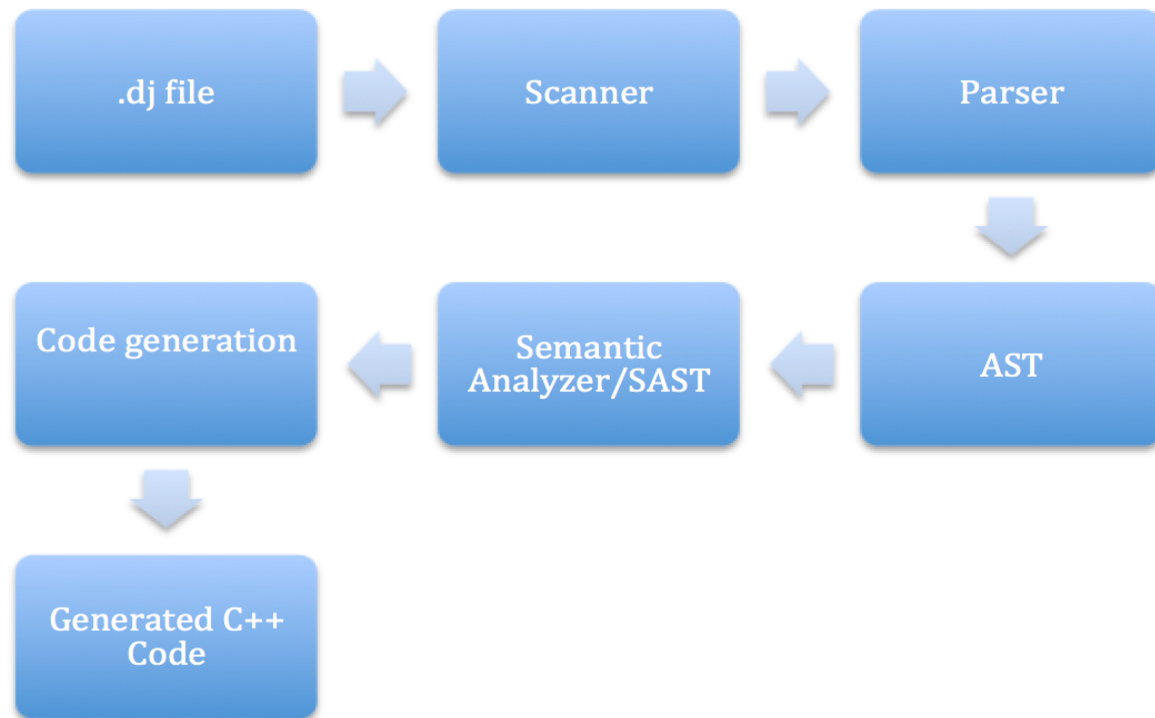 .dj file
Scanner
Parser
AST
Semantic
Analyzer/SAST
Code generation
Generated C++
Code